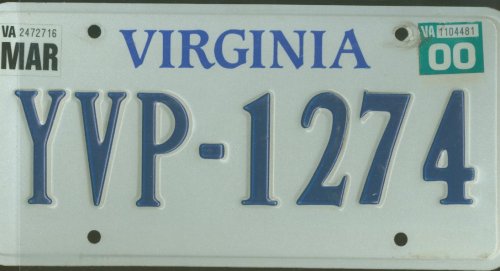 VA 2472716
MAR
VIRGINIA
VA 1104481
00
YVP-1274